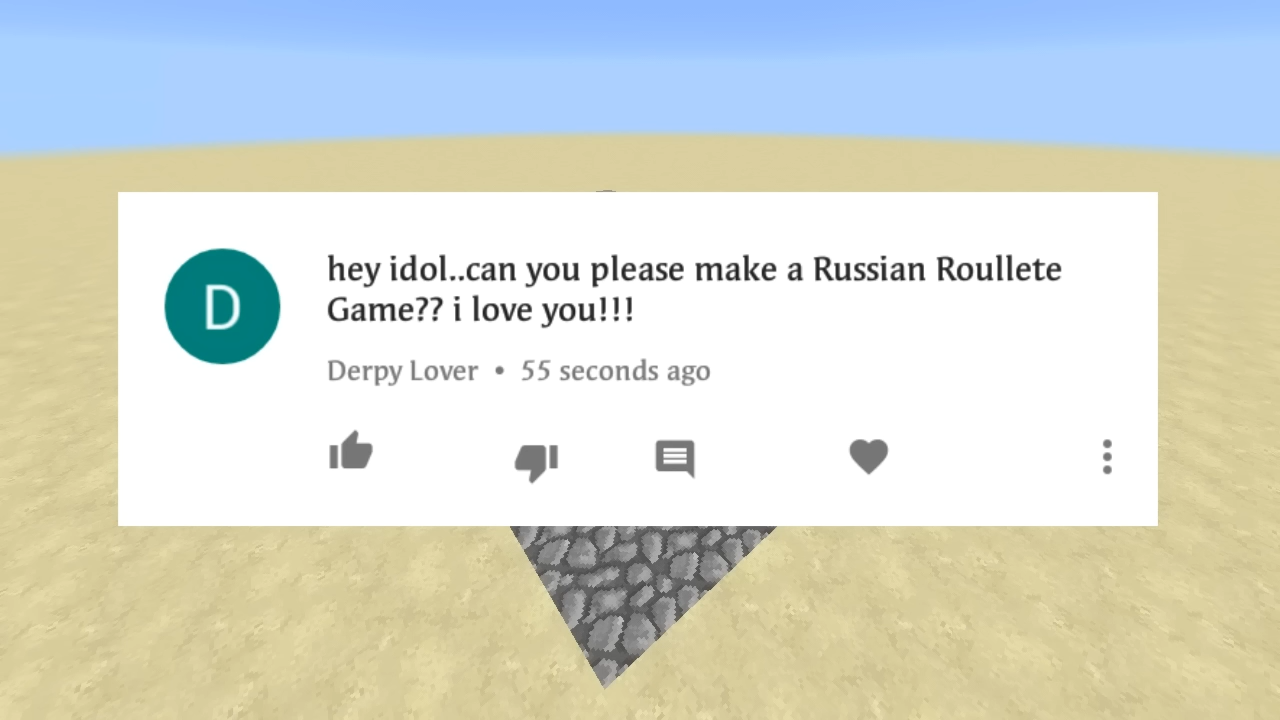 D
hey idol..can you please make a Russian Roullete
Game?? i love you!!!
Derpy Lover • 55 seconds ago